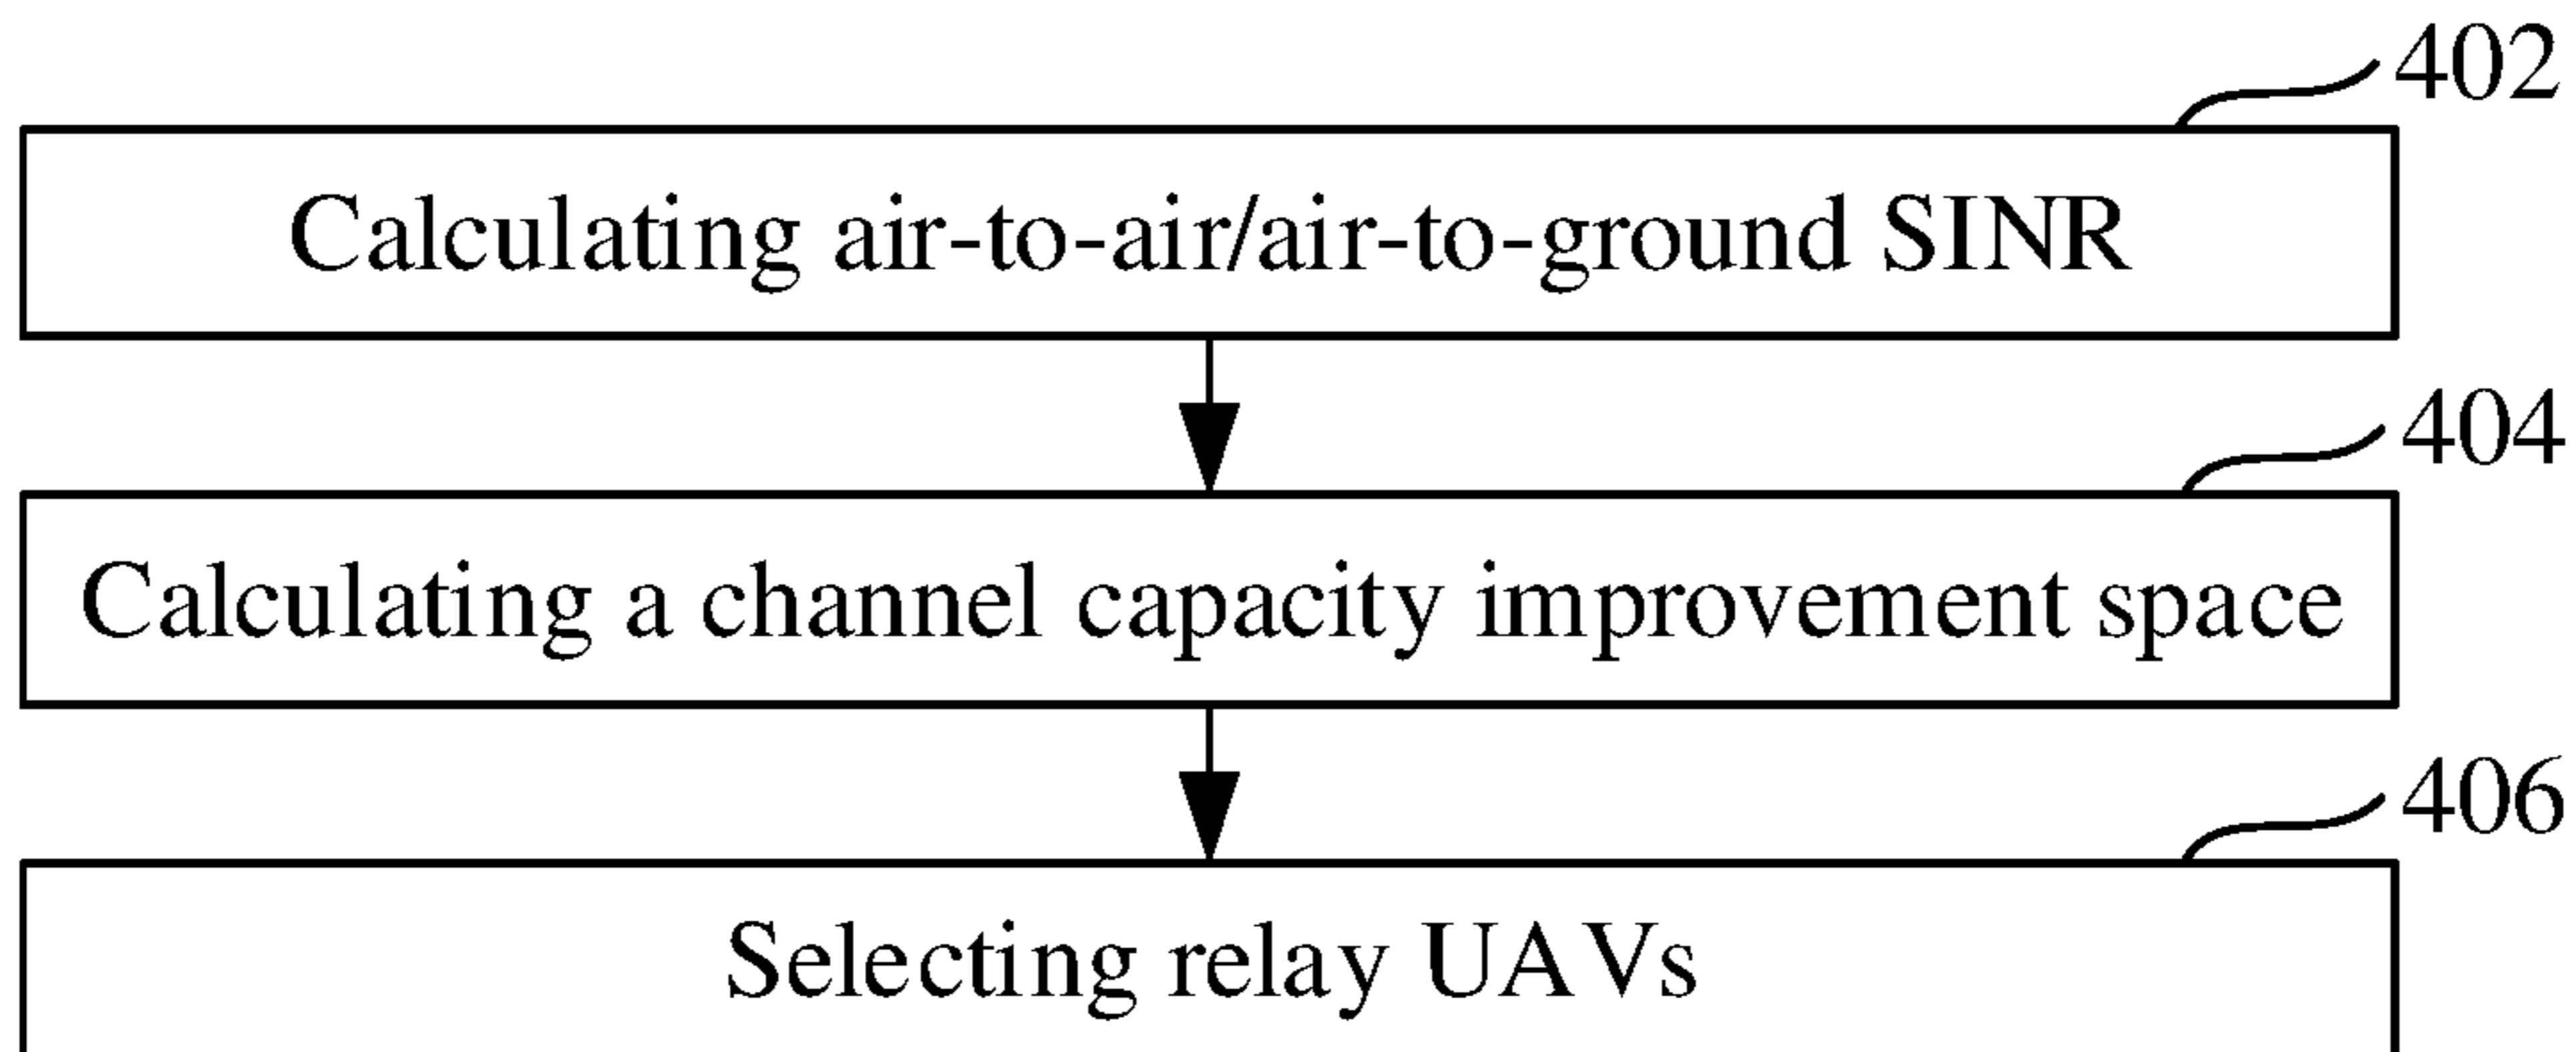 402
Calculating air-to-air/air-to-ground SINR
404
Calculating a channel capacity improvement space
406
Selecting relay UAVs